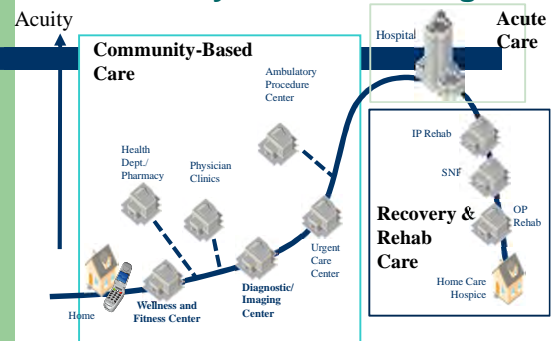 Acuity
Community-Based
Care
Hospital
Acute
Care
Ambulatory
Procedure
Center
Health
Dept./
Pharmacy
Physician
Clinics
IP Rehab
SNF
Recovery &
Rehab
Care
OP
Rehab
Urgent
Care
Center
Home Care
Hospice
Diagnostic/
Imaging
Center
Wellness and
Fitness Center
Home